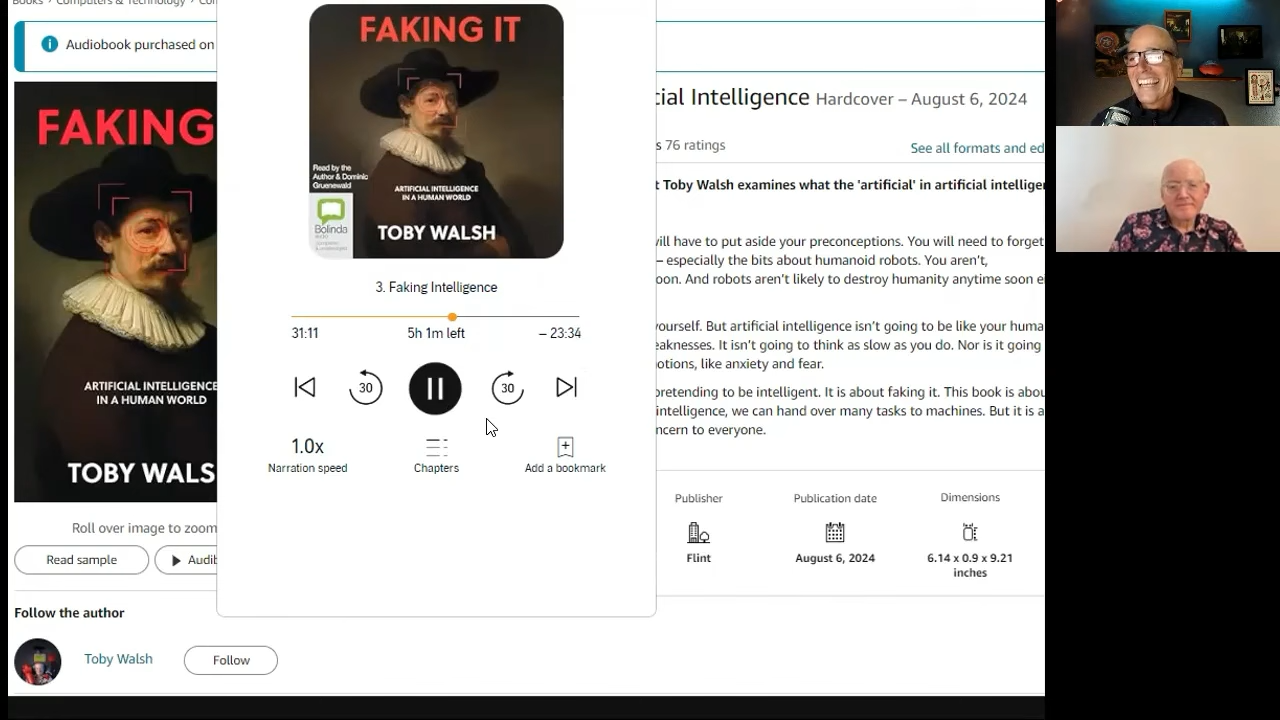 Books › Computers & Technology ›
Audiobook purchased on
FAKING
ARTIFICIAL INTELLIGENCE
IN A HUMAN WORLD
TOBY WALS
Roll over image to zoom
Read sample
Audib
Follow the author
Toby Walsh
Follow
FAKING IT
Read by the
Author & Dominic
Gruenewald
Bolinda
audio
ARTIFICIAL INTELLIGENCE
IN A HUMAN WORLD
TOBY WALSH
3. Faking Intelligence
31:11
5h 1m left
– 23:34
30
30
1.0x
Narration speed
Chapters
Add a bookmark
cial Intelligence Hardcover – August 6, 2024
s 76 ratings
See all formats and ed
t Toby Walsh examines what the 'artificial' in artificial intelligen
will have to put aside your preconceptions. You will need to forget
– especially the bits about humanoid robots. You aren't,
oon. And robots aren't likely to destroy humanity anytime soon ei
yourself. But artificial intelligence isn't going to be like your huma
eaknesses. It isn't going to think as slow as you do. Nor is it going
otions, like anxiety and fear.
pretending to be intelligent. It is about faking it. This book is abou
intelligence, we can hand over many tasks to machines. But it is a
ncern to everyone.
Publisher
Flint
Publication date
August 6, 2024
Dimensions
6.14 x 0.9 x 9.21
inches